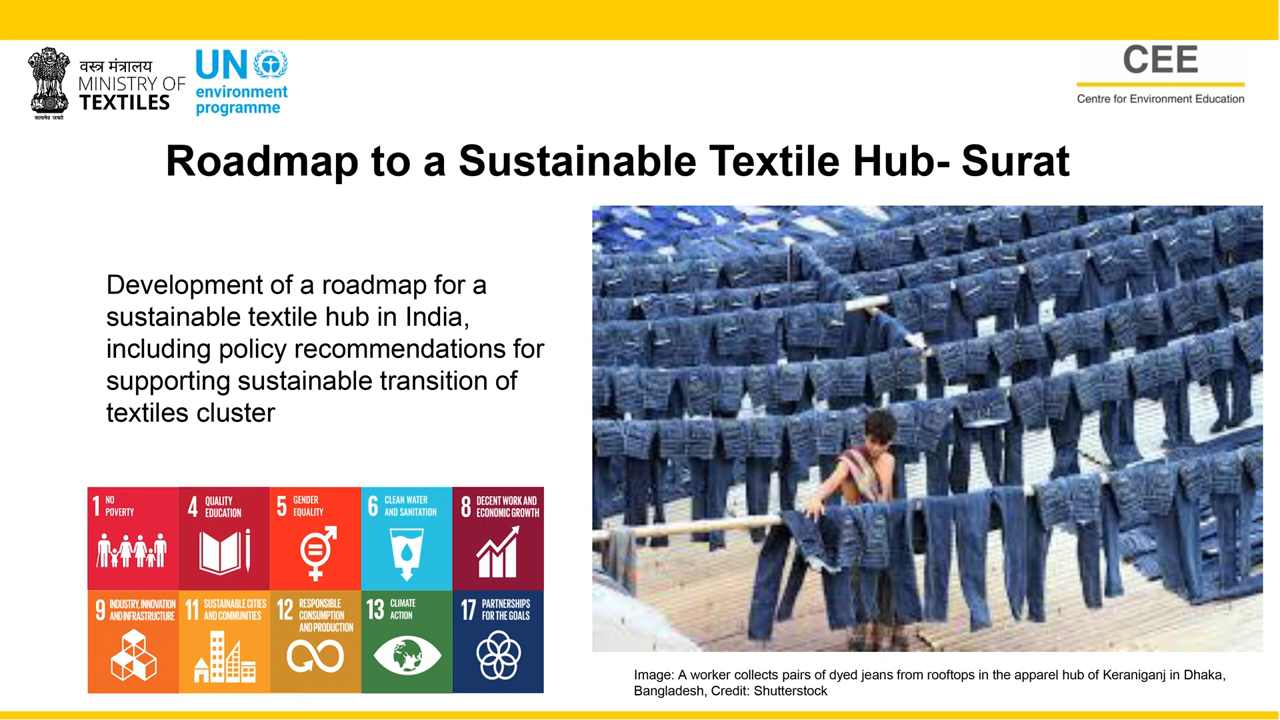 वस्त्र मंत्रालय
MINISTRY OF
TEXTILES
सत्यमेव जयते
UN
environment
programme
CEE
Centre for Environment Education
Roadmap to a Sustainable Textile Hub- Surat
Development of a roadmap for a
sustainable textile hub in India,
including policy recommendations for
supporting sustainable transition of
textiles cluster
1 NO
POVERTY
4 QUALITY
EDUCATION
5 GENDER
EQUALITY
6 CLEAN WATER
AND SANITATION
8 DECENT WORK AND
ECONOMIC GROWTH
9 INDUSTRY, INNOVATION
AND INFRASTRUCTURE
11 SUSTAINABLE CITIES
AND COMMUNITIES
12 RESPONSIBLE
CONSUMPTION
AND PRODUCTION
13 CLIMATE
ACTION
17 PARTNERSHIPS
FOR THE GOALS
Image: A worker collects pairs of dyed jeans from rooftops in the apparel hub of Keraniganj in Dhaka,
Bangladesh, Credit: Shutterstock